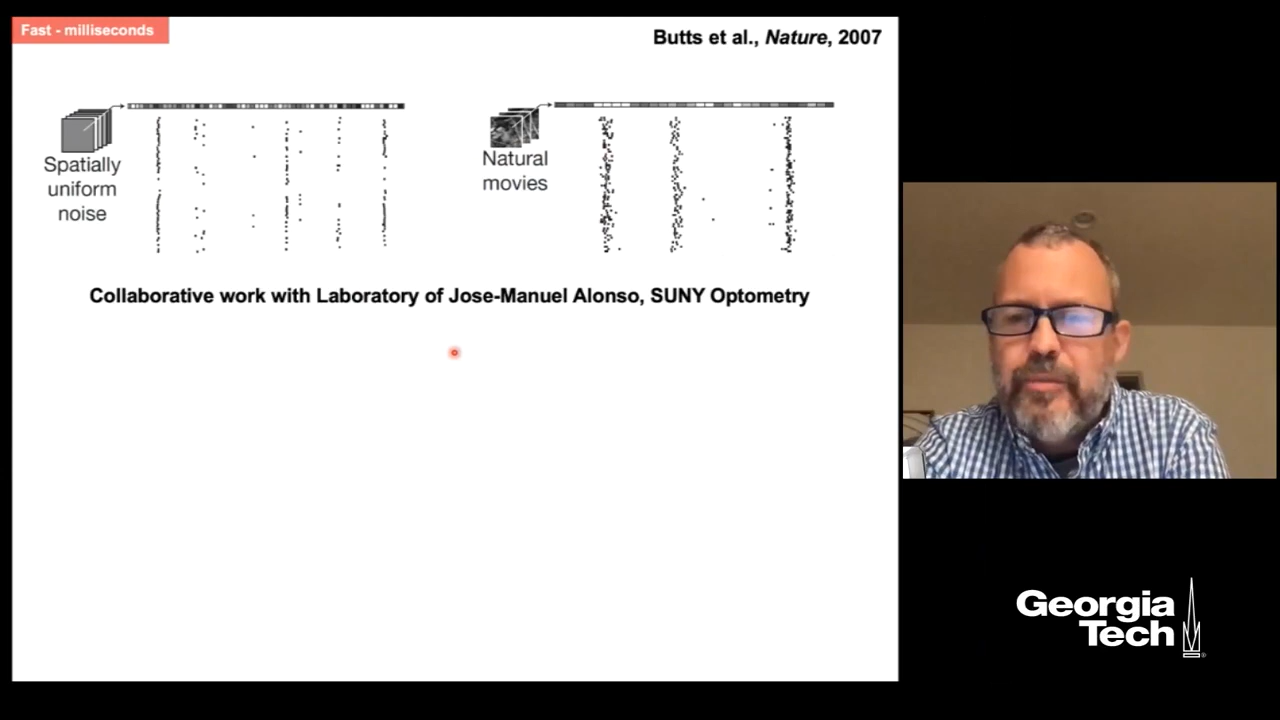 Fast - milliseconds
Butts et al., Nature, 2007
Spatially
uniform
noise
Natural
movies
Collaborative work with Laboratory of Jose-Manuel Alonso, SUNY Optometry
Georgia
Tech